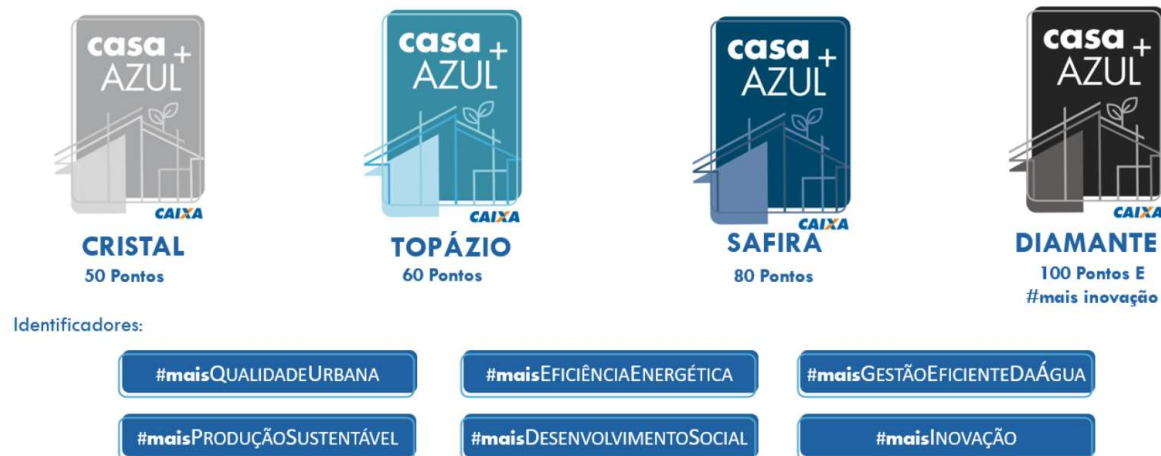 casa +
AZUL
CAIXA
CRISTAL
50 Pontos
casa +
AZUL
CAIXA
TOPÁZIO
60 Pontos
casa +
AZUL
CAIXA
SAFIRA
80 Pontos
casa +
AZUL
CAIXA
DIAMANTE
100 Pontos E
#mais inovação
Identificadores:
#maisQUALIDADEURBANA
#maisEFICIÊNCIAENERGÉTICA
#maisGESTÃOEFICIENTEDAÁGUA
#maisPRODUÇÃOSUSTENTÁVEL
#maisDESENVOLVIMENTOSOCIAL
#maisINOVAÇÃO